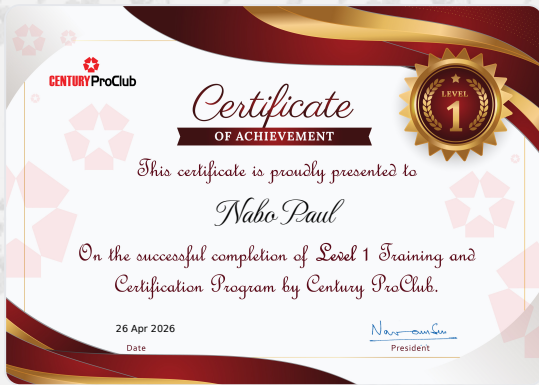 CENTURY ProClub
Certificate
OF ACHIEVEMENT
LEVEL
1
This certificate is proudly presented to
Nabo Paul
On the successful completion of Level 1 Training and
Certification Program by Century ProClub.
26 Apr 2026
Date
President